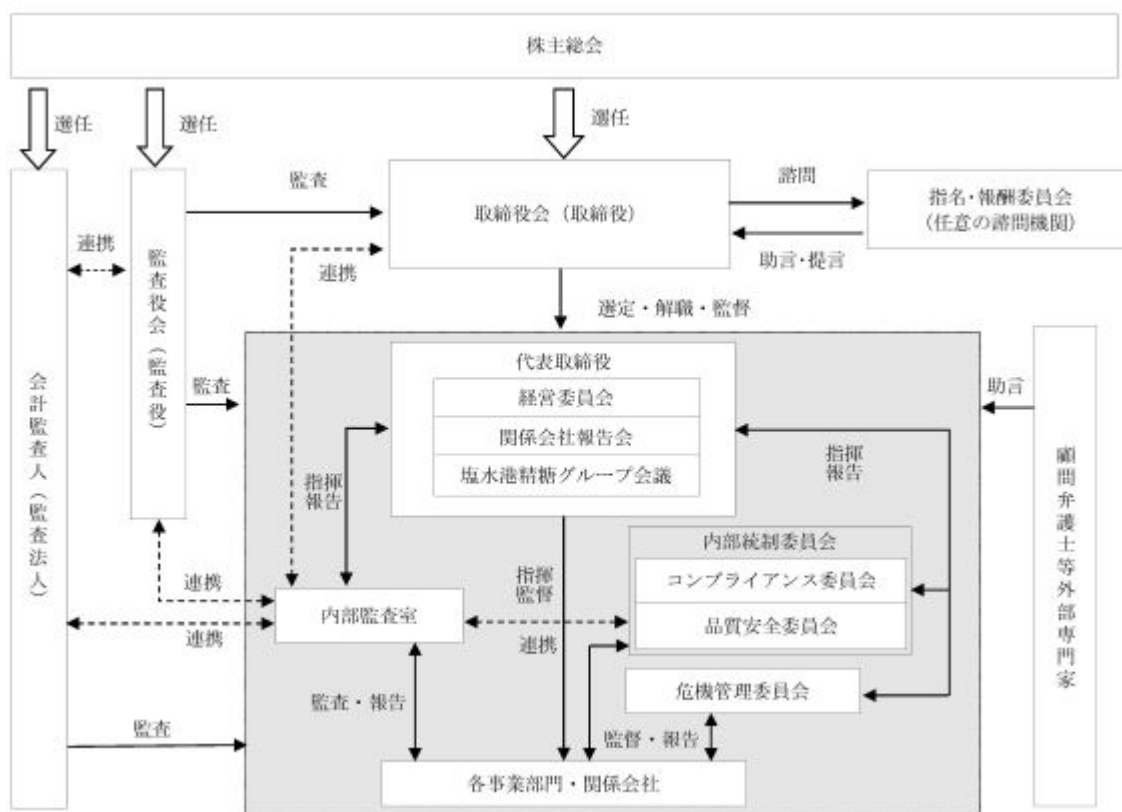 株主総会
選任
選任
選任
監査
諮問
取締役会（取締役）
指名・報酬委員会
（任意の諮問機関）
連携
連携
助言・提言
監査役会（監査役）
選定・解職・監督
会計監査人（監査法人）
代表取締役
経営委員会
関係会社報告会
塩水港精糖グループ会議
監査
助言
顧問弁護士等外部専門家
指揮
報告
指揮
報告
内部統制委員会
コンプライアンス委員会
品質安全委員会
指揮
監督
連携
内部監査室
連携
連携
危機管理委員会
監査・報告
監査
監督・報告
各事業部門・関係会社